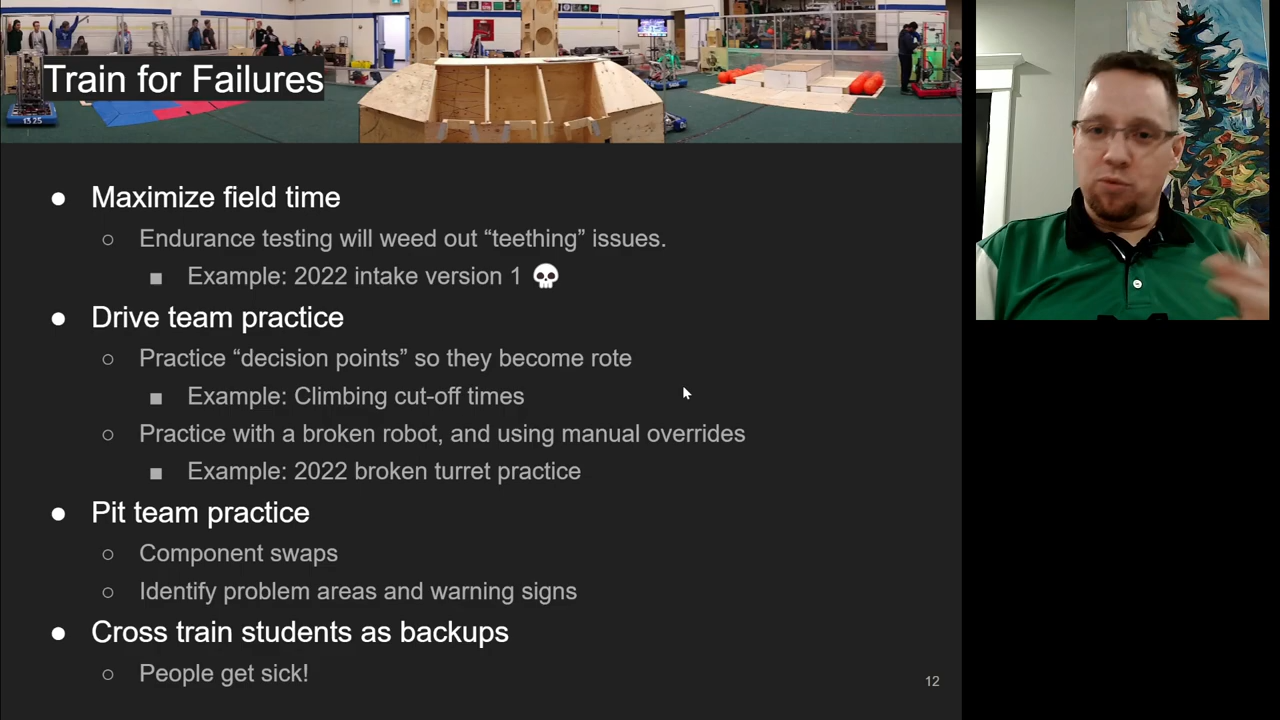 Train for Failures
1325
● Maximize field time
○ Endurance testing will weed out “teething” issues.
■ Example: 2022 intake version 1 💀
● Drive team practice
○ Practice “decision points” so they become rote
■ Example: Climbing cut-off times
○ Practice with a broken robot, and using manual overrides
■ Example: 2022 broken turret practice
● Pit team practice
○ Component swaps
○ Identify problem areas and warning signs
● Cross train students as backups
○ People get sick!
12